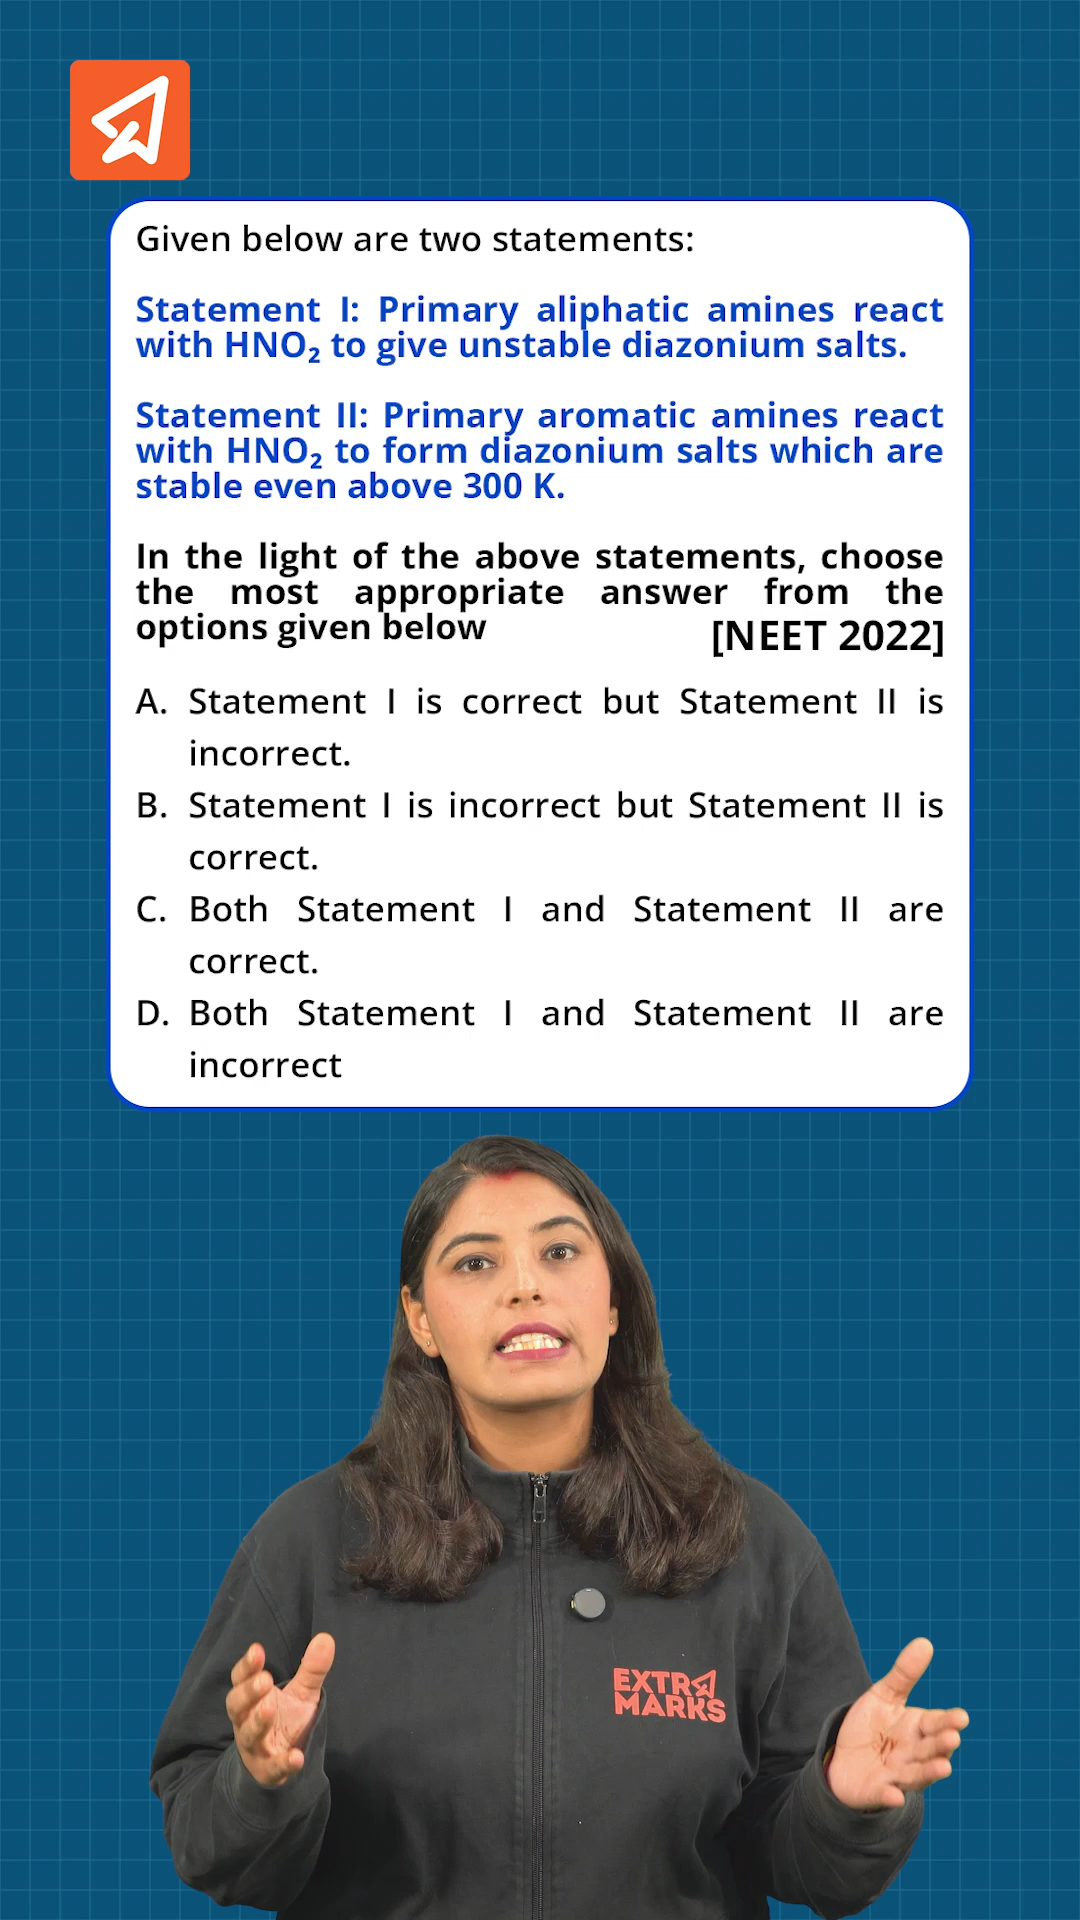 Given below are two statements:
Statement I: Primary aliphatic amines react
with HNO₂ to give unstable diazonium salts.
Statement II: Primary aromatic amines react
with HNO₂ to form diazonium salts which are
stable even above 300 K.
In the light of the above statements, choose
the most appropriate answer from the
options given below [NEET 2022]
A. Statement I is correct but Statement II is
incorrect.
B. Statement I is incorrect but Statement II is
correct.
C. Both Statement I and Statement II are
correct.
D. Both Statement I and Statement II are
incorrect
EXTRA
MARKS